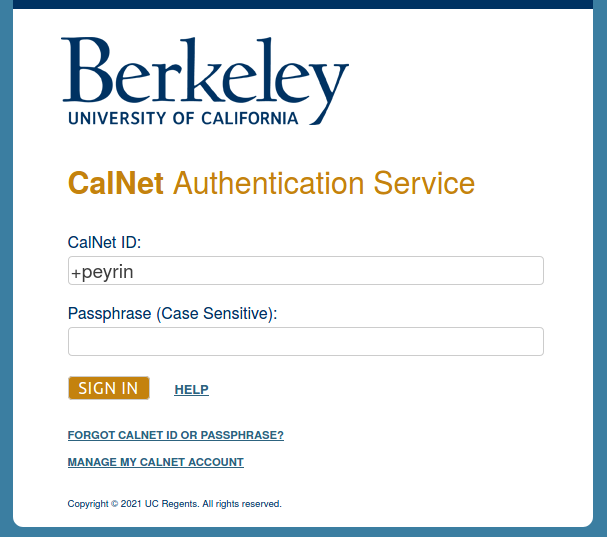 Berkeley
UNIVERSITY OF CALIFORNIA
CalNet Authentication Service
CalNet ID:
+peyrin
Passphrase (Case Sensitive):
SIGN IN HELP
FORGOT CALNET ID OR PASSPHRASE?
MANAGE MY CALNET ACCOUNT
Copyright © 2021 UC Regents. All rights reserved.